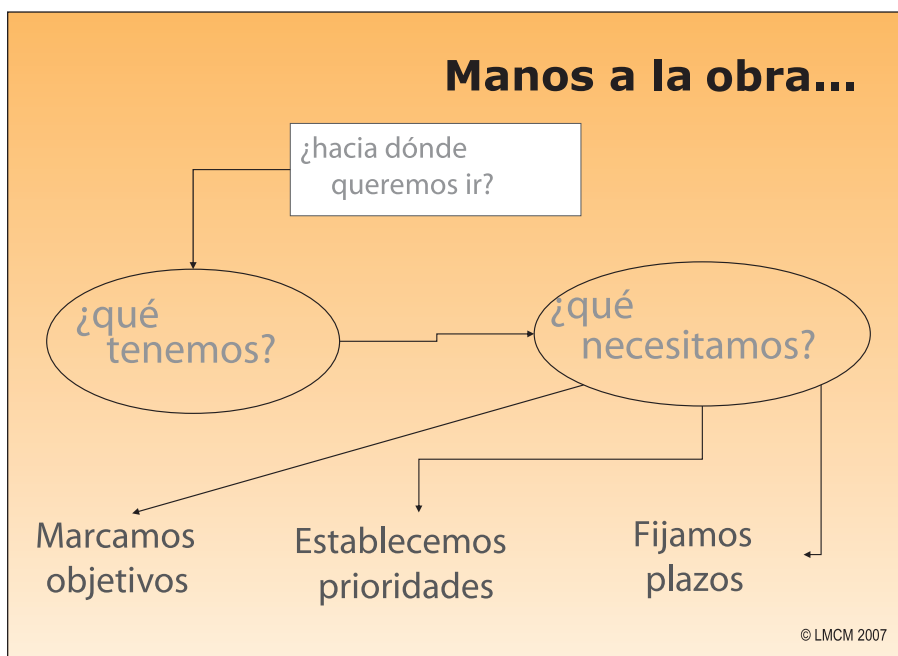 Manos a la obra...
¿hacia dónde
queremos ir?
¿qué
tenemos?
¿qué
necesitamos?
Marcamos
objetivos
Establecemos
prioridades
Fijamos
plazos
© LMCM 2007